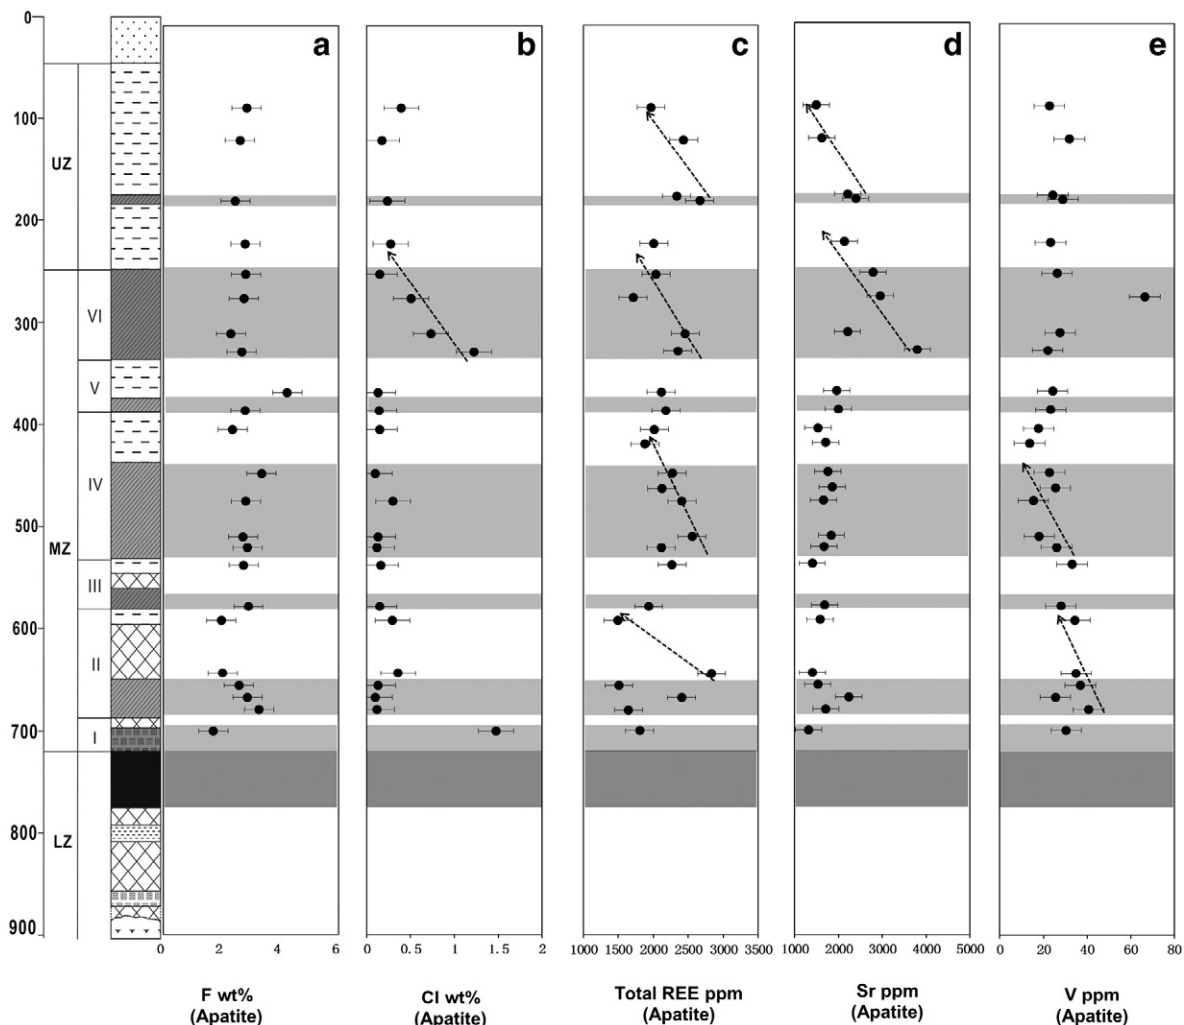 0
100
200
300
400
500
600
700
800
900
UZ
MZ
LZ
VI
V
IV
III
II
I
a
b
c
d
e
0 2 4 6
0 0.5 1 2
1000 1500 2000 2500 3000 3500
1000 2000 3000 4000 5000
0 20 40 60 80
F wt%
(Apatite)
Cl wt%
(Apatite)
Total REE ppm
(Apatite)
Sr ppm
(Apatite)
V ppm
(Apatite)